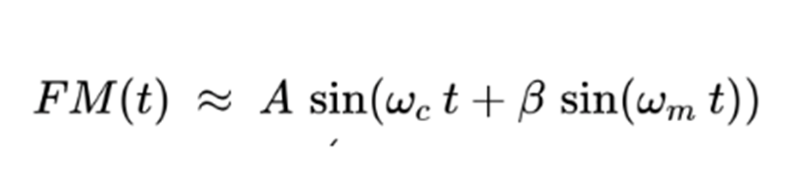 FM(t) ≈ A sin(ω_c t + β sin(ω_m t))